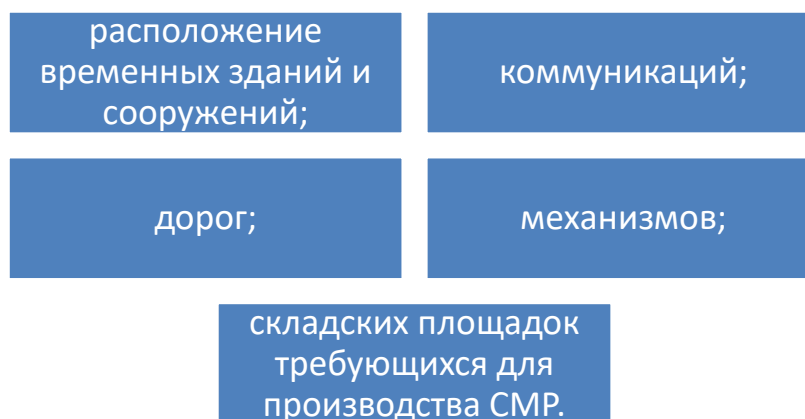 расположение
временных зданий и
сооружений;
коммуникаций;
дорог;
механизмов;
складских площадок
требующихся для
производства СМР.